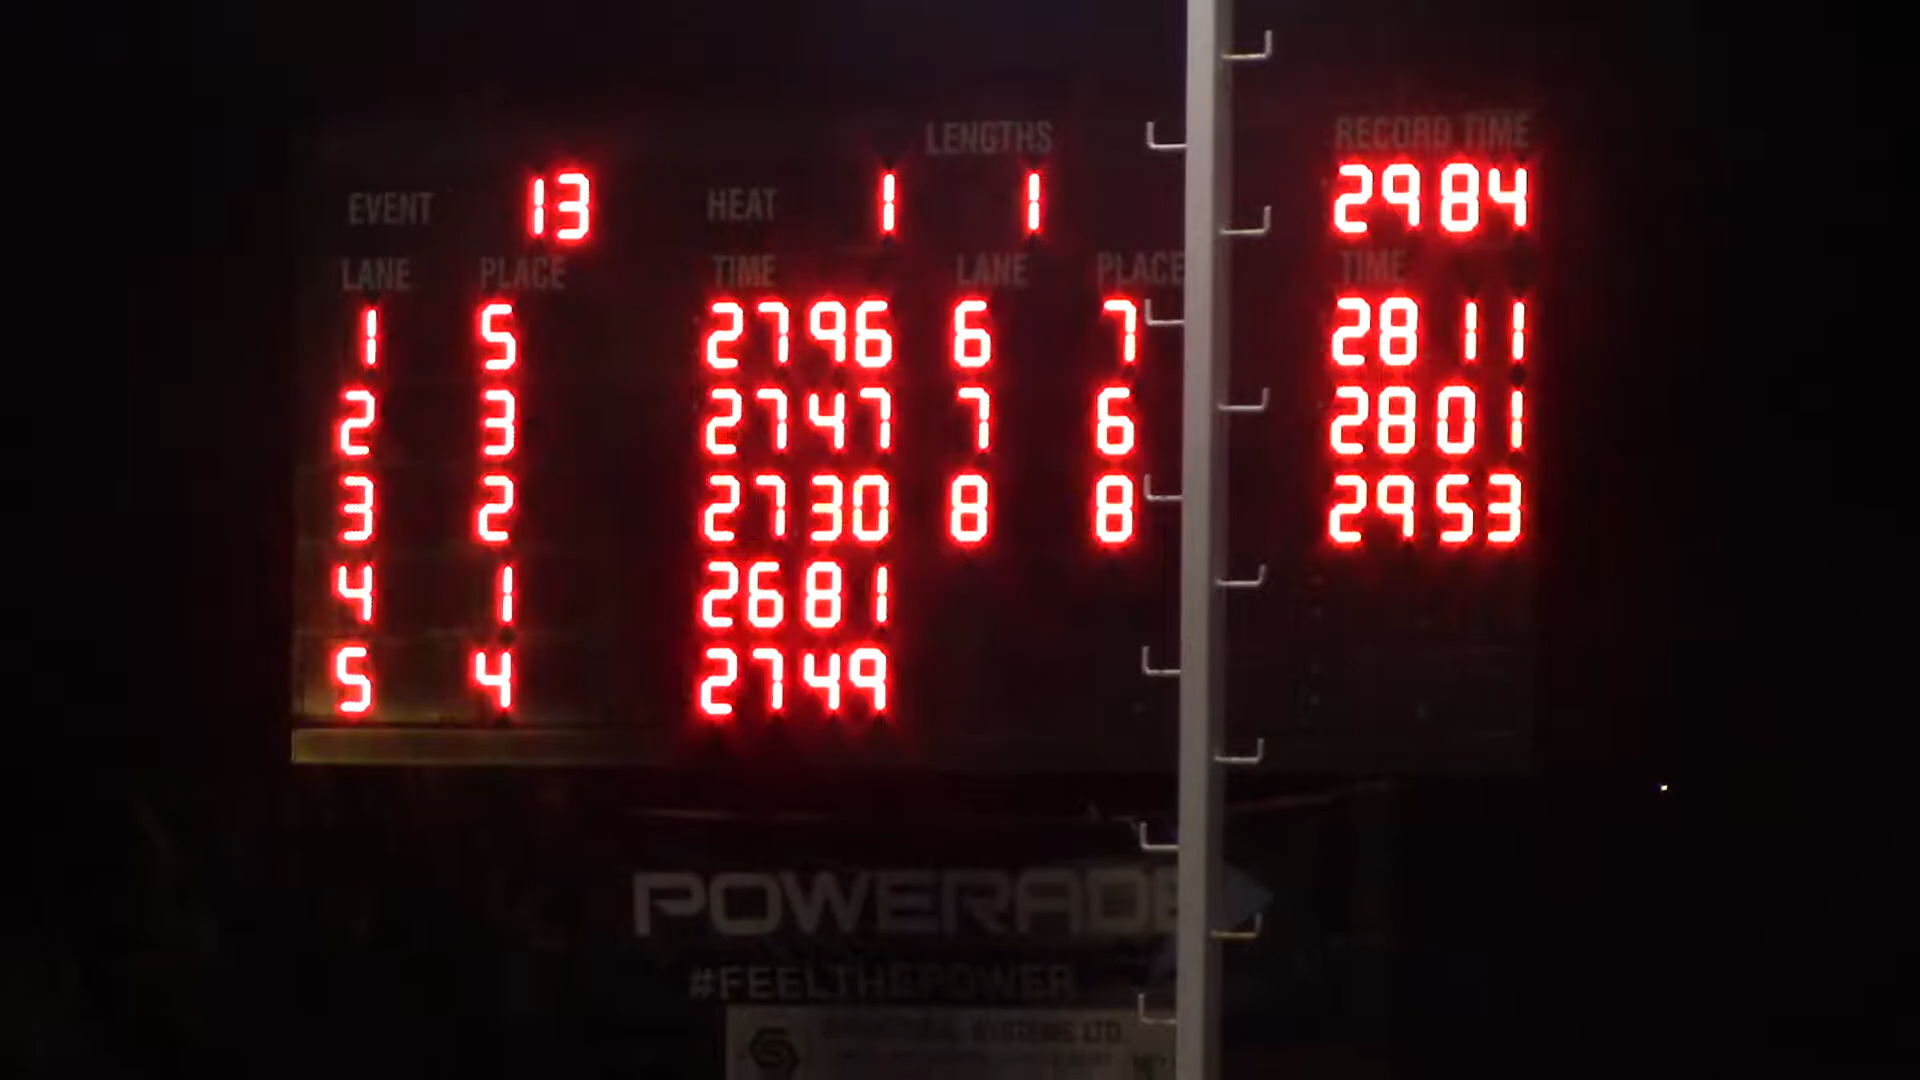 LENGTHS RECORD TIME
EVENT 13 HEAT 1 1 2984
LANE PLACE TIME LANE PLACE TIME
1 5 2796 6 7 2811
2 3 2747 7 6 2801
3 2 2730 8 8 2953
4 1 2681
5 4 2749
POWERADE
#FEELTHEPOWER
SYSTEMS LTD